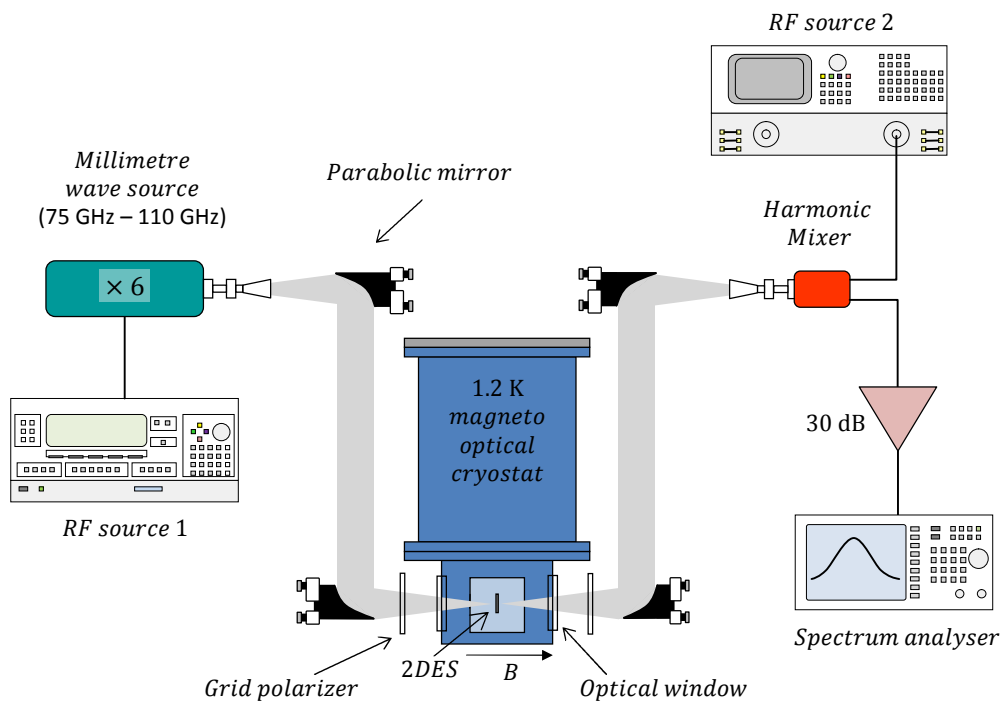 RF source 2
Millimetre
wave source
(75 GHz – 110 GHz)
Parabolic mirror
Harmonic
Mixer
× 6
1.2 K
magneto
optical
cryostat
30 dB
RF source 1
2DES
B
Grid polarizer
Optical window
Spectrum analyser